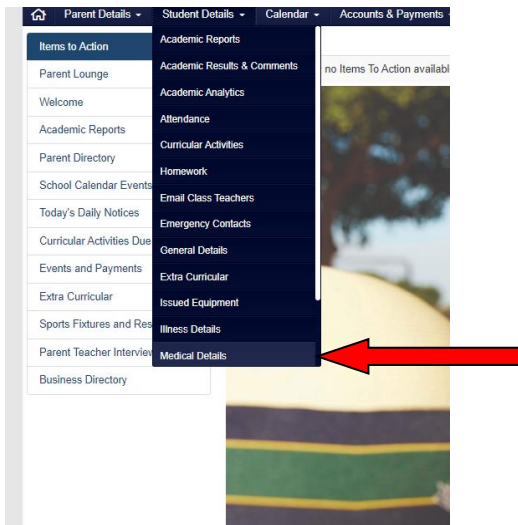 Parent Details Student Details Calendar Accounts & Payments
Items to Action
Parent Lounge
Welcome
Academic Reports
Parent Directory
School Calendar Events
Today's Daily Notices
Curricular Activities Due
Events and Payments
Extra Curricular
Sports Fixtures and Res
Parent Teacher Interview
Business Directory
Academic Reports
Academic Results & Comments
Academic Analytics
Attendance
Curricular Activities
Homework
Email Class Teachers
Emergency Contacts
General Details
Extra Curricular
Issued Equipment
Illness Details
Medical Details
no Items To Action availabl